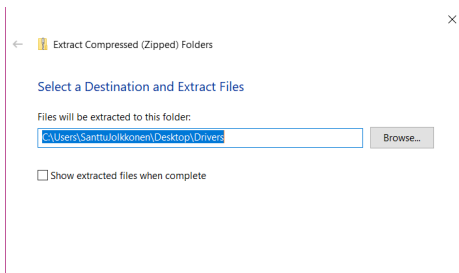 Extract Compressed (Zipped) Folders
Select a Destination and Extract Files
Files will be extracted to this folder:
C:\Users\SanttuJolkkonen\Desktop\Drivers
Browse...
Show extracted files when complete